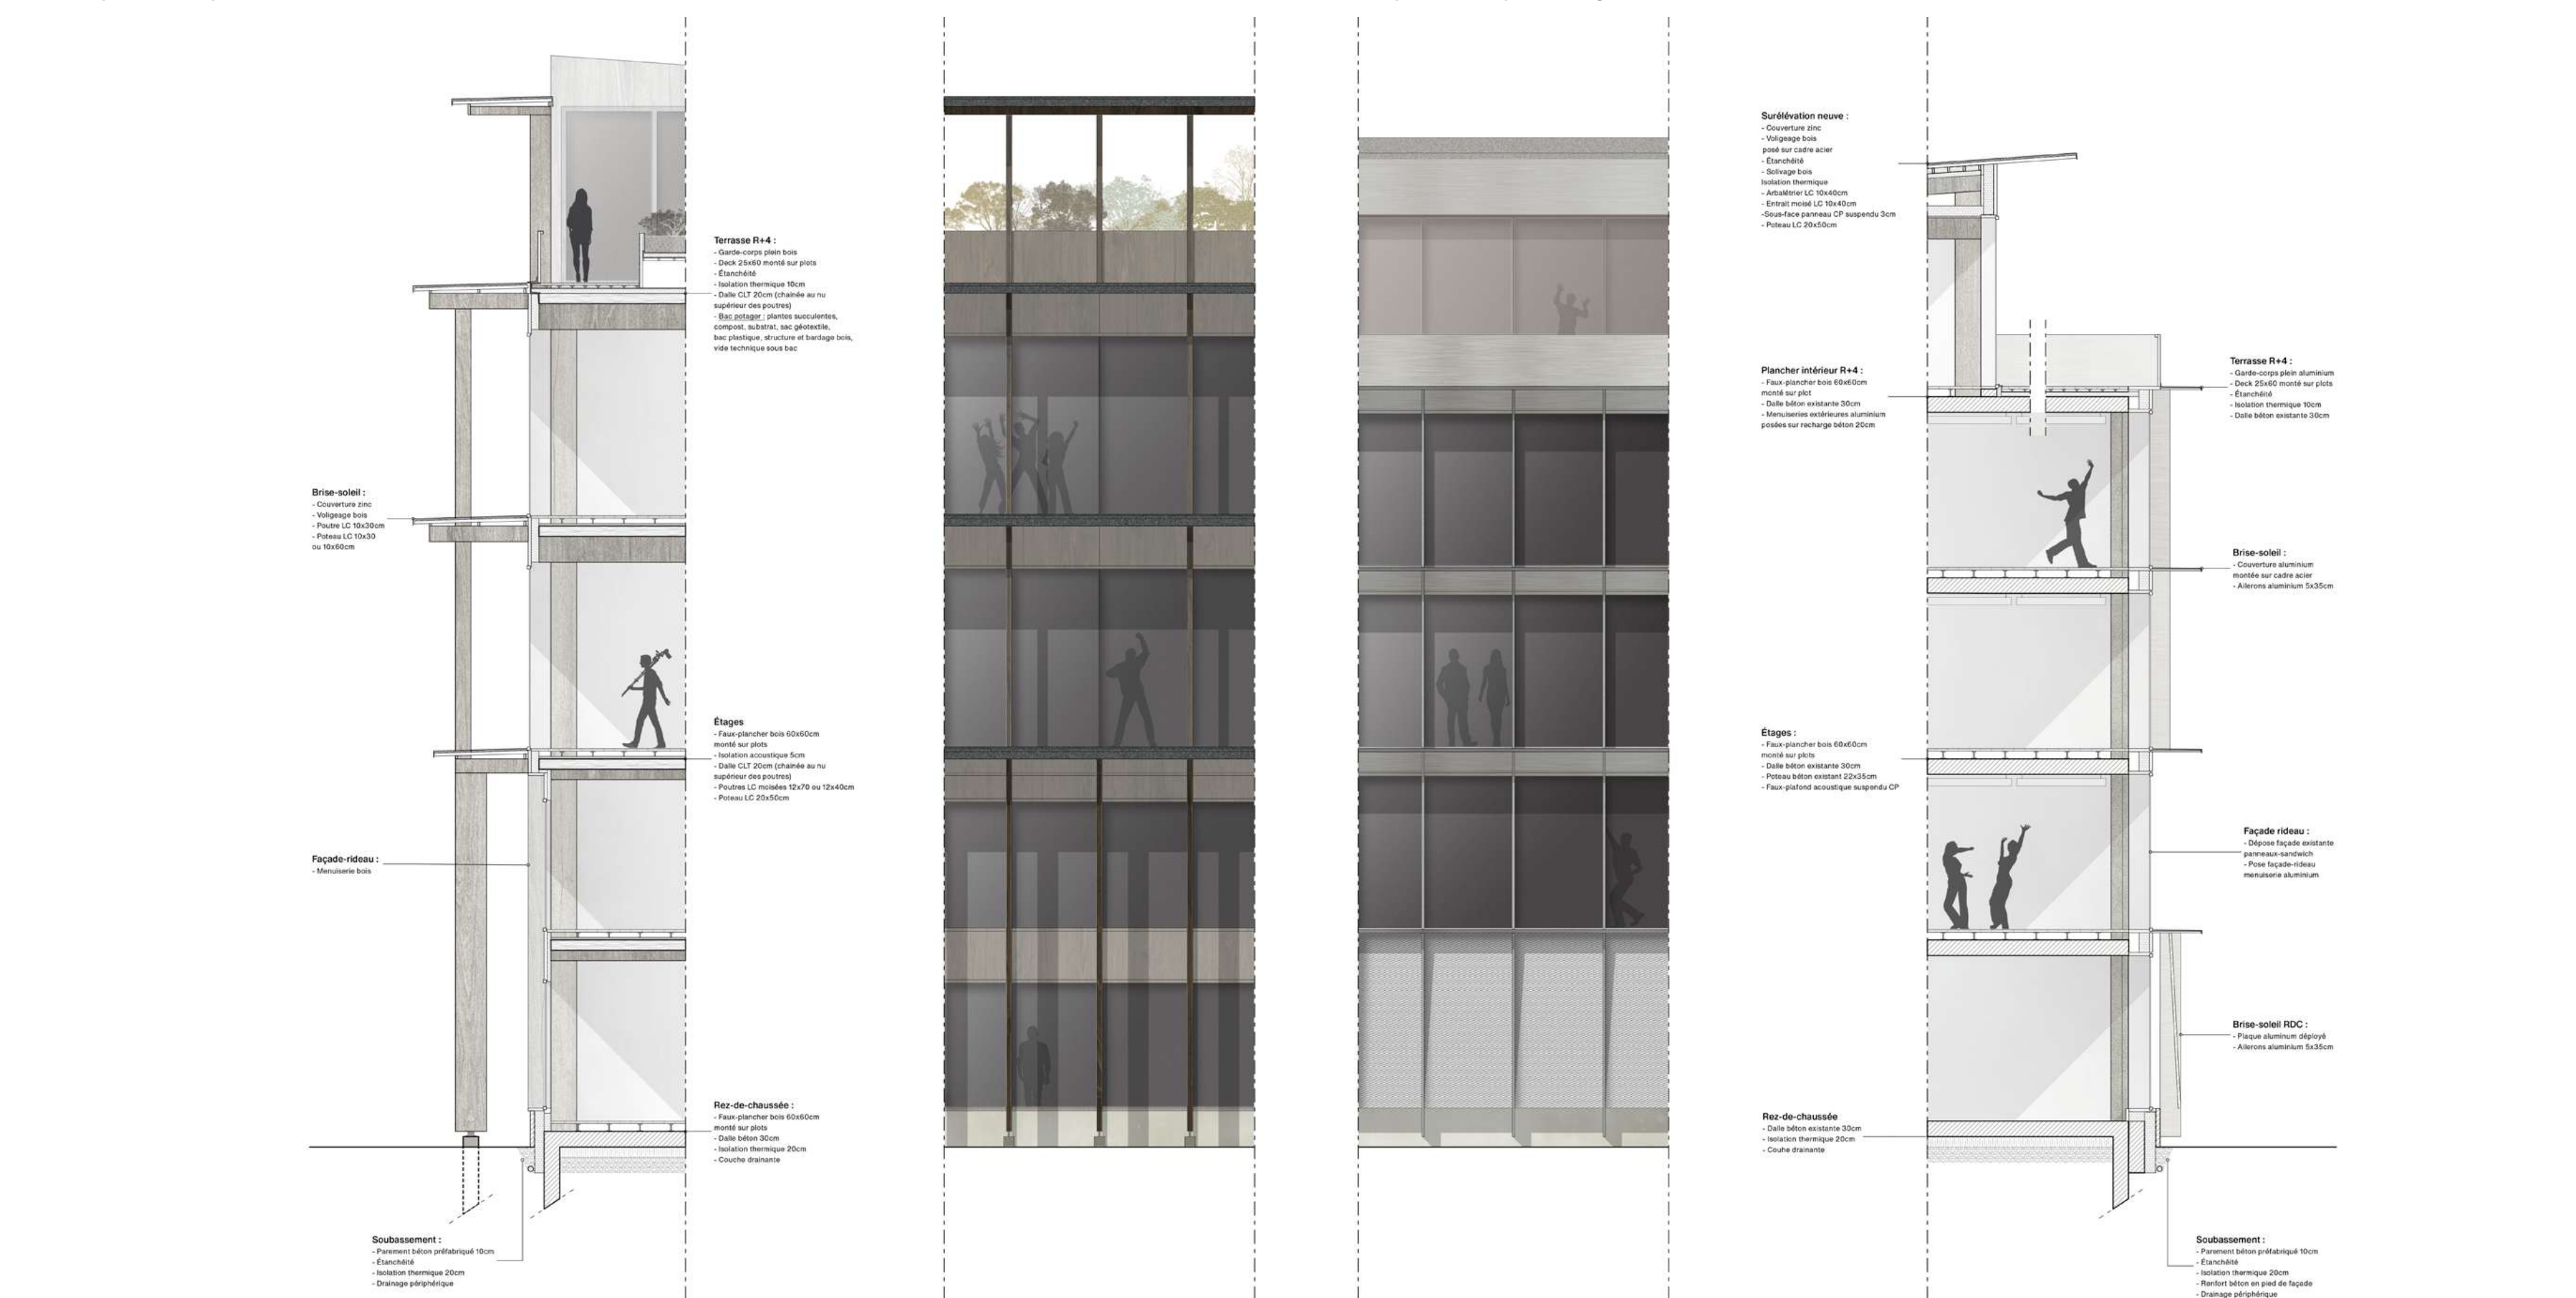 Terrasse R+4 :
- Garde-corps plein bois
- Deck 25x60 monté sur plots
- Étanchéité
- Isolation thermique 10cm
- Dalle CLT 20cm (chainée au nu
supérieur des poutres)
- Bac potager : plantes succulentes,
compost, substrat, sac géotextile,
bac plastique, structure et bardage bois,
vide technique sous bac
Brise-soleil :
- Couverture zinc
- Voligeage bois
- Poutre LC 10x30cm
- Poteau LC 10x30
ou 10x60cm
Étages
- Faux-plancher bois 60x60cm
monté sur plots
- Isolation acoustique 5cm
- Dalle CLT 20cm (chainée au nu
supérieur des poutres)
- Poutres LC moisées 12x70 ou 12x40cm
- Poteau LC 20x50cm
Façade-rideau :
- Menuiserie bois
Rez-de-chaussée :
- Faux-plancher bois 60x60cm
monté sur plots
- Dalle béton 30cm
- Isolation thermique 20cm
- Couche drainante
Soubassement :
- Parement béton préfabriqué 10cm
- Étanchéité
- Isolation thermique 20cm
- Drainage périphérique
Surélévation neuve :
- Couverture zinc
- Voligeage bois
posé sur cadre acier
- Étanchéité
- Solivage bois
Isolation thermique
- Arbalétrier LC 10x40cm
- Entrait moisé LC 10x40cm
-Sous-face panneau CP suspendu 3cm
- Poteau LC 20x50cm
Plancher intérieur R+4 :
- Faux-plancher bois 60x60cm
monté sur plot
- Dalle béton existante 30cm
- Menuiseries extérieures aluminium
posées sur recharge béton 20cm
Terrasse R+4 :
- Garde-corps plein aluminium
- Deck 25x60 monté sur plots
- Étanchéité
- Isolation thermique 10cm
- Dalle béton existante 30cm
Brise-soleil :
- Couverture aluminium
montée sur cadre acier
- Ailerons aluminium 5x35cm
Étages :
- Faux-plancher bois 60x60cm
monté sur plots
- Dalle béton existante 30cm
- Poteau béton existant 22x35cm
- Faux-plafond acoustique suspendu CP
Façade rideau :
- Dépose façade existante
panneaux-sandwich
- Pose façade-rideau
menuiserie aluminium
Brise-soleil RDC :
- Plaque aluminum déployé
- Ailerons aluminium 5x35cm
Rez-de-chaussée
- Dalle béton existante 30cm
- Isolation thermique 20cm
- Couhe drainante
Soubassement :
- Parement béton préfabriqué 10cm
- Étanchéité
- Isolation thermique 20cm
- Renfort béton en pied de façade
- Drainage périphérique